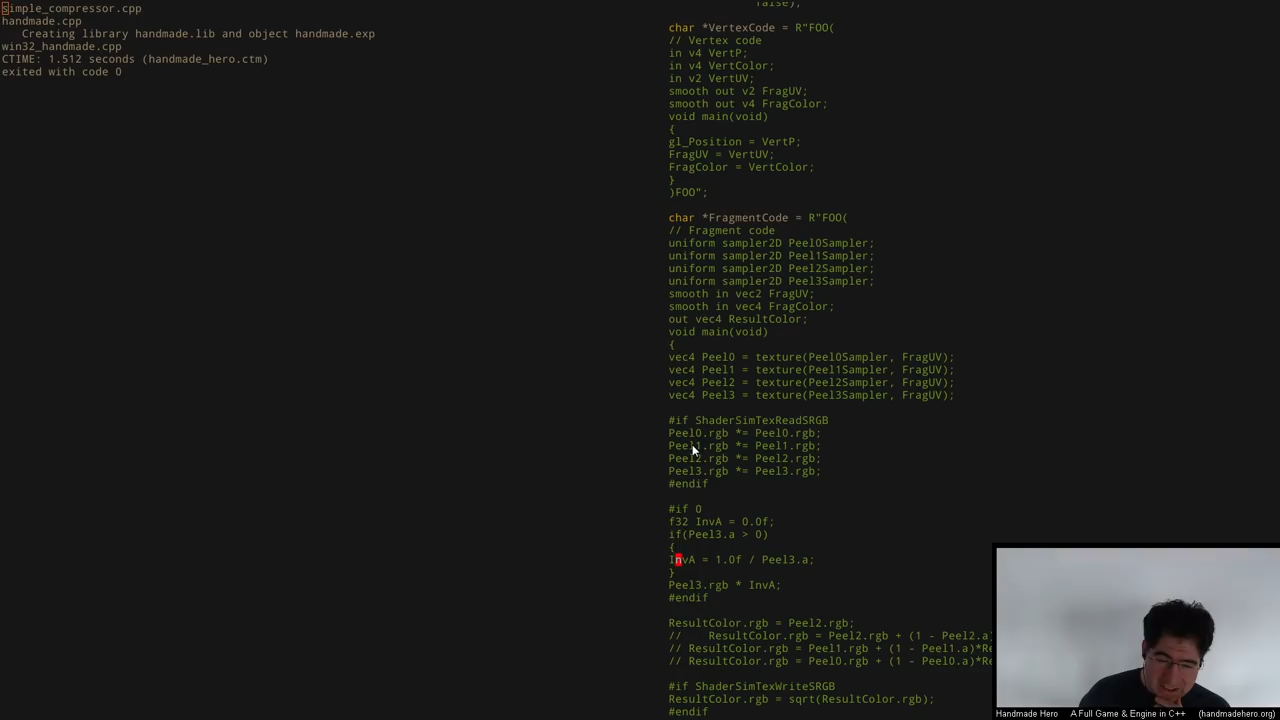 simple_compressor.cpp
handmade.cpp
Creating library handmade.lib and object handmade.exp
win32_handmade.cpp
CTIME: 1.512 seconds (handmade_hero.ctm)
exited with code 0
false);
char *VertexCode = R"FOO(
// Vertex code
in v4 VertP;
in v4 VertColor;
in v2 VertUV;
smooth out v2 FragUV;
smooth out v4 FragColor;
void main(void)
{
gl_Position = VertP;
FragUV = VertUV;
FragColor = VertColor;
}
)FOO";
char *FragmentCode = R"FOO(
// Fragment code
uniform sampler2D Peel0Sampler;
uniform sampler2D Peel1Sampler;
uniform sampler2D Peel2Sampler;
uniform sampler2D Peel3Sampler;
smooth in vec2 FragUV;
smooth in vec4 FragColor;
out vec4 ResultColor;
void main(void)
{
vec4 Peel0 = texture(Peel0Sampler, FragUV);
vec4 Peel1 = texture(Peel1Sampler, FragUV);
vec4 Peel2 = texture(Peel2Sampler, FragUV);
vec4 Peel3 = texture(Peel3Sampler, FragUV);
#if ShaderSimTexReadSRGB
Peel0.rgb *= Peel0.rgb;
Peel1.rgb *= Peel1.rgb;
Peel2.rgb *= Peel2.rgb;
Peel3.rgb *= Peel3.rgb;
#endif
#if 0
f32 InvA = 0.0f;
if(Peel3.a > 0)
{
InvA = 1.0f / Peel3.a;
}
Peel3.rgb * InvA;
#endif
ResultColor.rgb = Peel2.rgb;
// ResultColor.rgb = Peel2.rgb + (1 - Peel2.a)
// ResultColor.rgb = Peel1.rgb + (1 - Peel1.a)*Re
// ResultColor.rgb = Peel0.rgb + (1 - Peel0.a)*Re
#if ShaderSimTexWriteSRGB
ResultColor.rgb = sqrt(ResultColor.rgb);
#endif
Handmade Hero A Full Game & Engine in C++ (handmadehero.org)